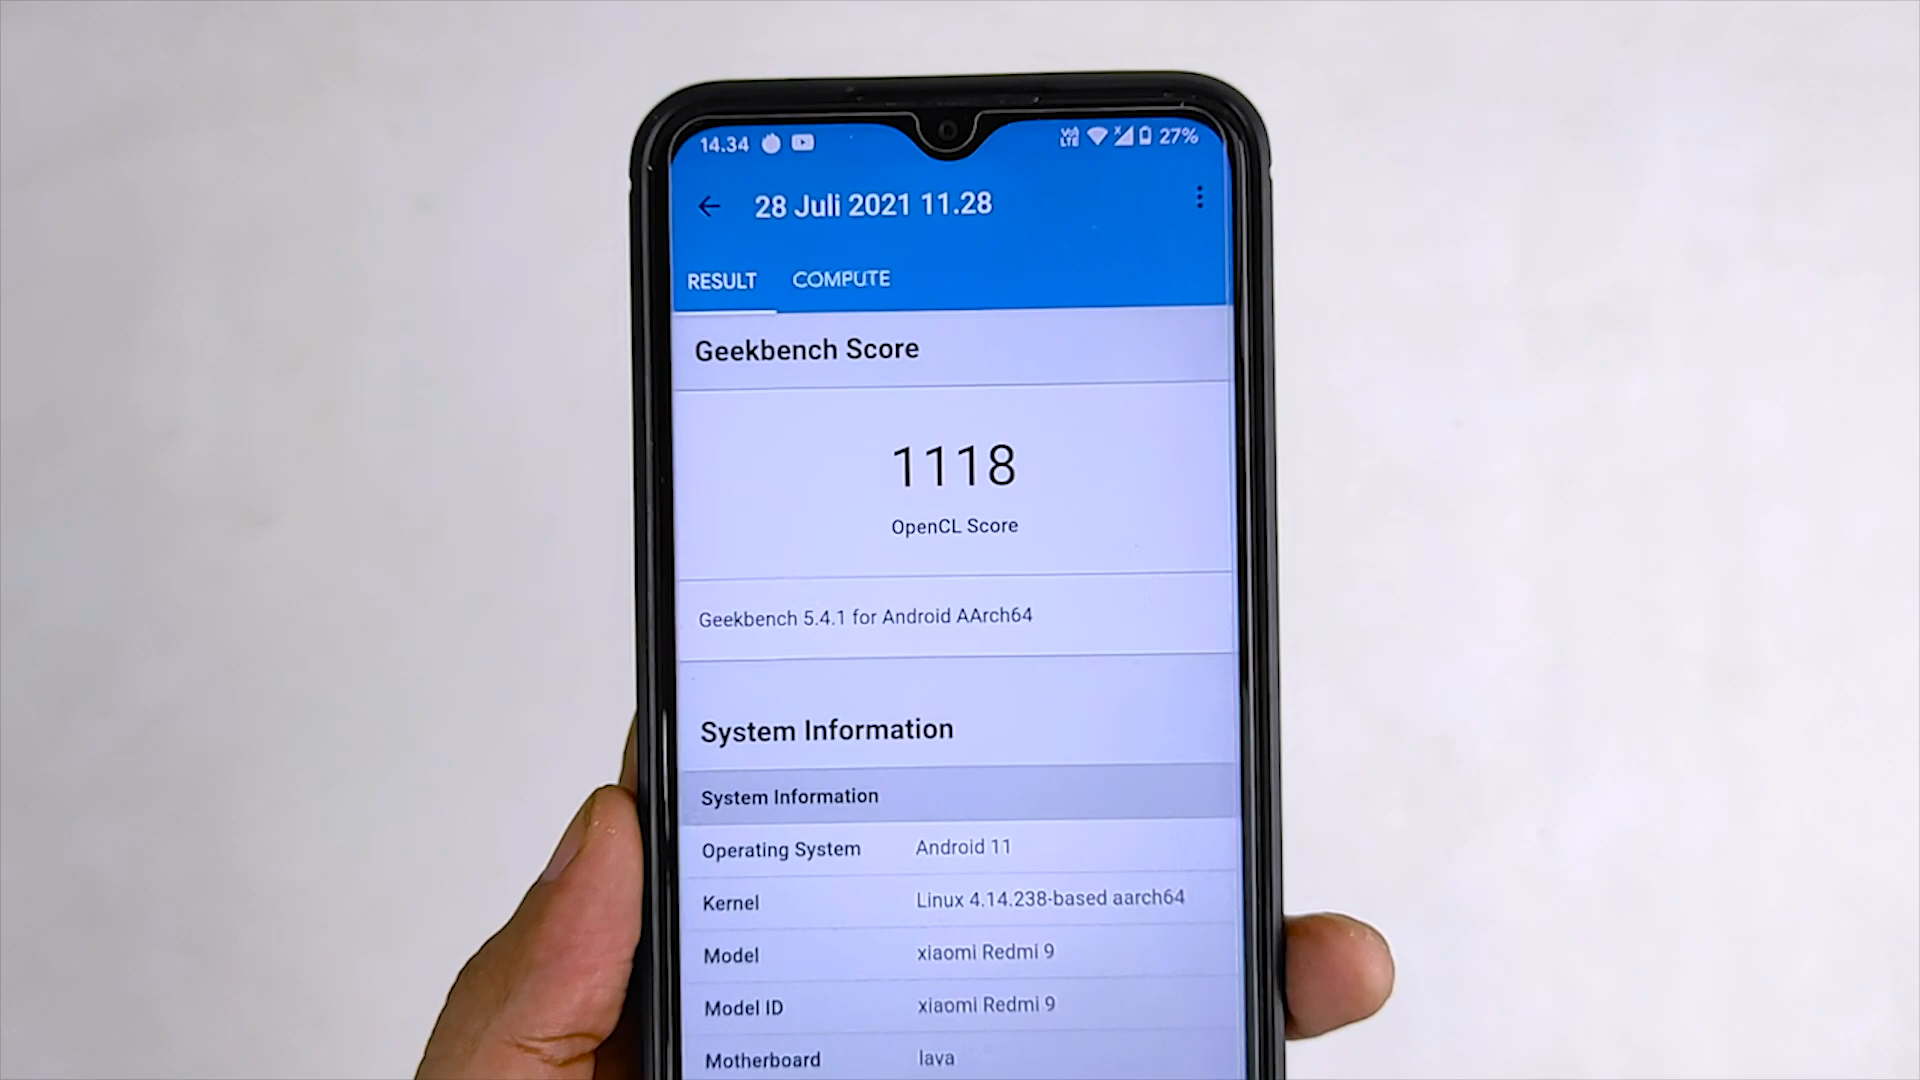 14.34 Vo) LTE x 27%
28 Juli 2021 11.28
RESULT COMPUTE
Geekbench Score
1118
OpenCL Score
Geekbench 5.4.1 for Android AArch64
System Information
System Information
Operating System Android 11
Kernel Linux 4.14.238-based aarch64
Model xiaomi Redmi 9
Model ID xiaomi Redmi 9
Motherboard lava